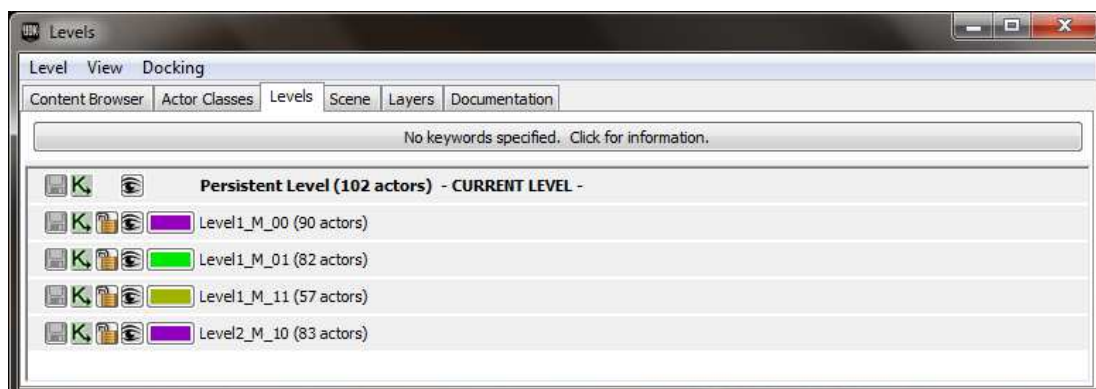 UDK Levels
Level View Docking
Content Browser Actor Classes Levels Scene Layers Documentation
No keywords specified. Click for information.
Persistent Level (102 actors) - CURRENT LEVEL -
Level1_M_00 (90 actors)
Level1_M_01 (82 actors)
Level1_M_11 (57 actors)
Level2_M_10 (83 actors)